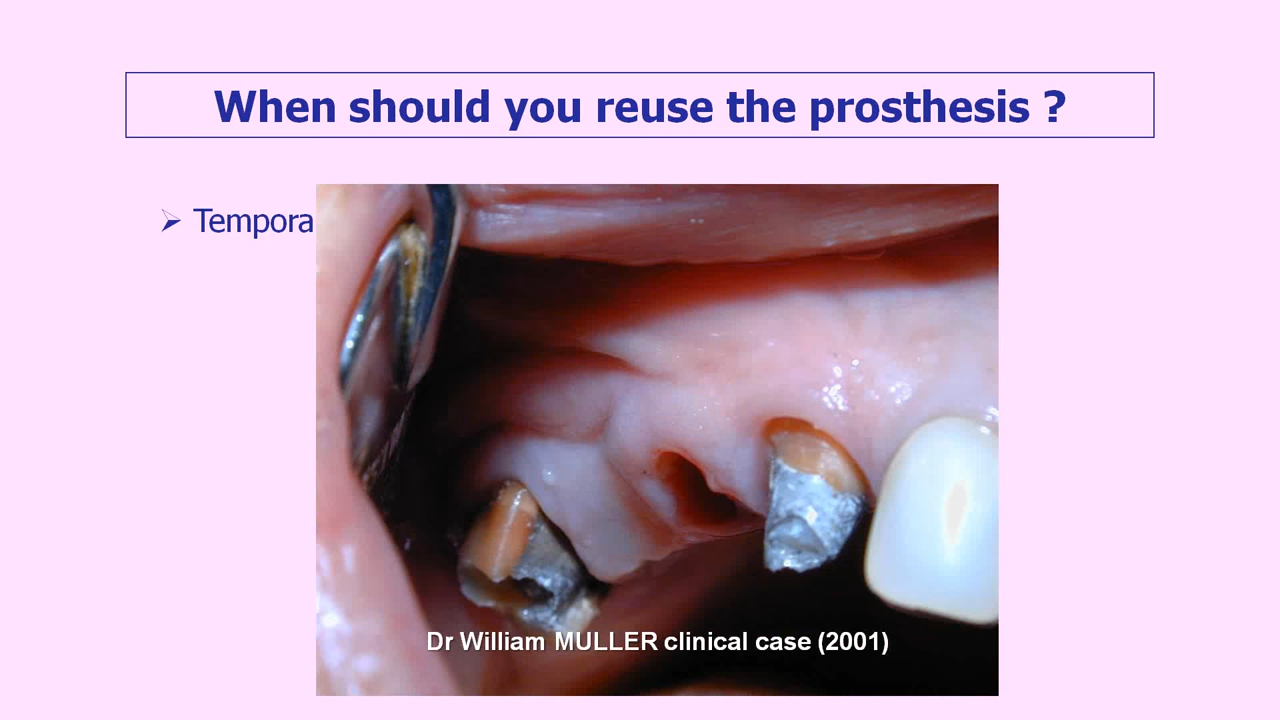 When should you reuse the prosthesis ?
Tempora
Dr William MULLER clinical case (2001)